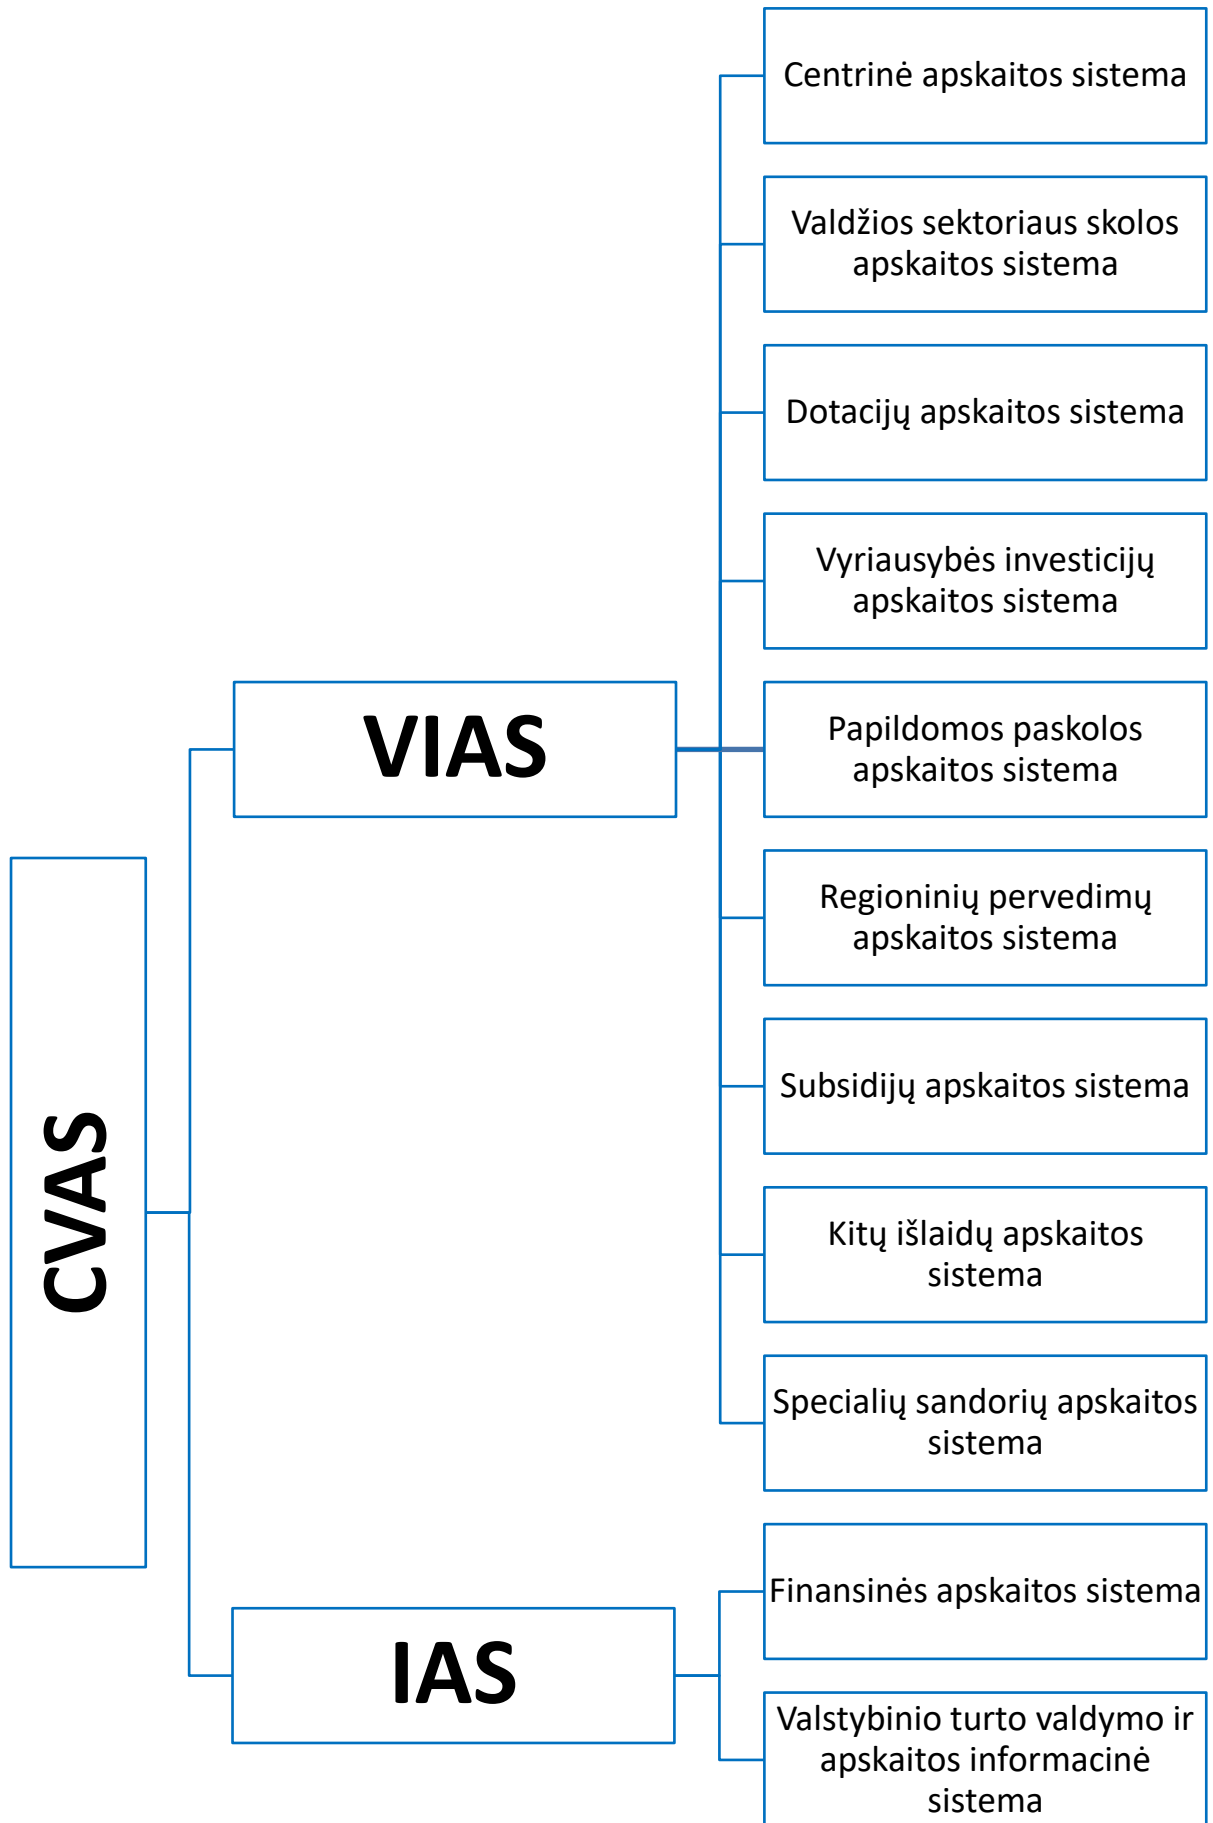 Centrinė apskaitos sistema
Valdžios sektoriaus skolos
apskaitos sistema
Dotacijų apskaitos sistema
Vyriausybės investicijų
apskaitos sistema
VIAS
Papildomos paskolos
apskaitos sistema
Regioninių pervedimų
apskaitos sistema
Subsidijų apskaitos sistema
CVAS
Kitų išlaidų apskaitos
sistema
Specialių sandorių apskaitos
sistema
Finansinės apskaitos sistema
IAS
Valstybinio turto valdymo ir
apskaitos informacinė
sistema